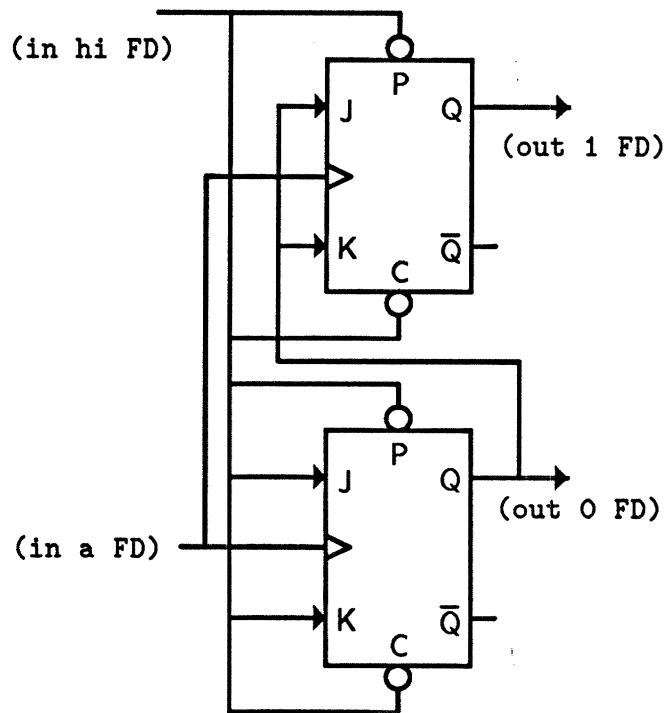 (in hi FD)
P
J Q
(out 1 FD)
K Q̅
C
P
J Q
(out 0 FD)
(in a FD)
K Q̅
C